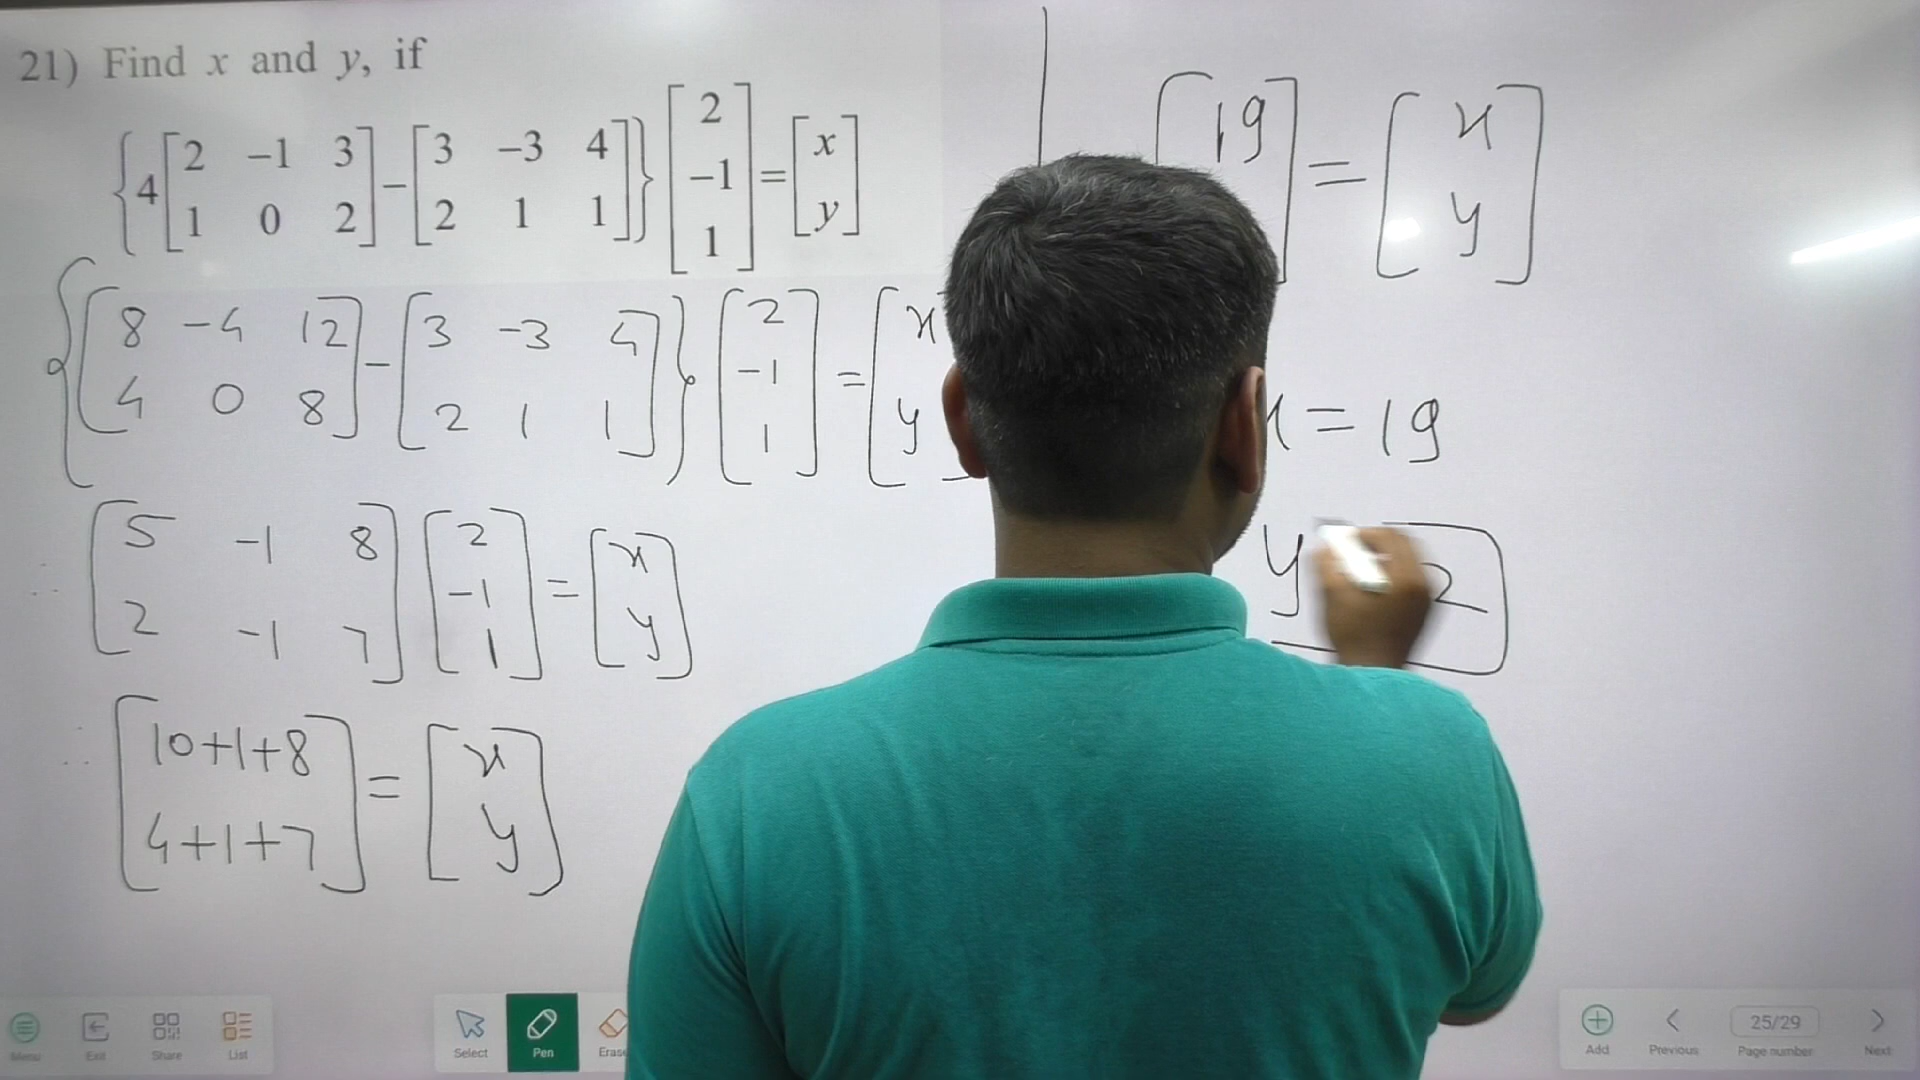 21) Find x and y, if
{4[2 -1 3] - [3 -3 4]} [2] = [x]
[1 0 2] [2 1 1] [-1] [y]
[1]
{[8 -4 12] - [3 -3 4]} [2] = [x
[4 0 8] [2 1 1] [-1] [y
[1]
∴ [5 -1 8] [2] = [x]
[2 -1 7] [-1] [y]
[1]
∴ [10+1+8] = [x]
[4+1+7] [y]
[19] = [x]
[y]
x = 19
y 2
Menu Exit Share List Select Pen Add Previous 25/29 Page number Next